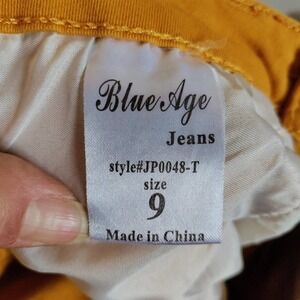 Blue Age
Jeans
style#JP0048-T
size
9
Made in China